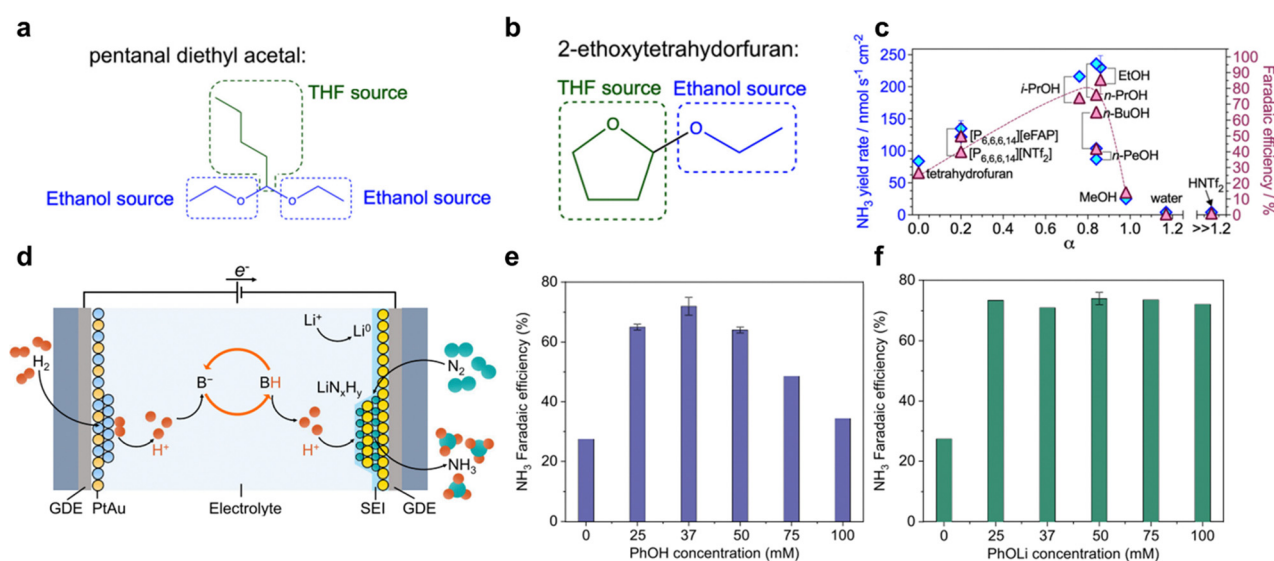 a
pentanal diethyl acetal:
THF source
Ethanol source
Ethanol source
O
O
b
2-ethoxytetrahydorfuran:
THF source
Ethanol source
O
O
c
NH₃ yield rate / nmol s⁻¹ cm⁻²
250
200
150
100
50
0
0.0 0.2 0.4 0.6 0.8 1.0 1.2 >>1.2
α
100
90
80
70
60
50
40
30
20
10
0
Faradaic efficiency / %
EtOH
i-PrOH
n-PrOH
n-BuOH
[P6,6,6,14][eFAP]
[P6,6,6,14][NTf₂]
n-PeOH
tetrahydrofuran
MeOH
water
HNTf₂
d
e⁻
Li⁺
Li⁰
H₂
N₂
B⁻
BH
LiNₓHᵧ
H⁺
H⁺
NH₃
GDE PtAu Electrolyte SEI GDE
e
NH₃ Faradaic efficiency (%)
80
60
40
20
0
0 25 37 50 75 100
PhOH concentration (mM)
f
NH₃ Faradaic efficiency (%)
80
60
40
20
0
0 25 37 50 75 100
PhOLi concentration (mM)